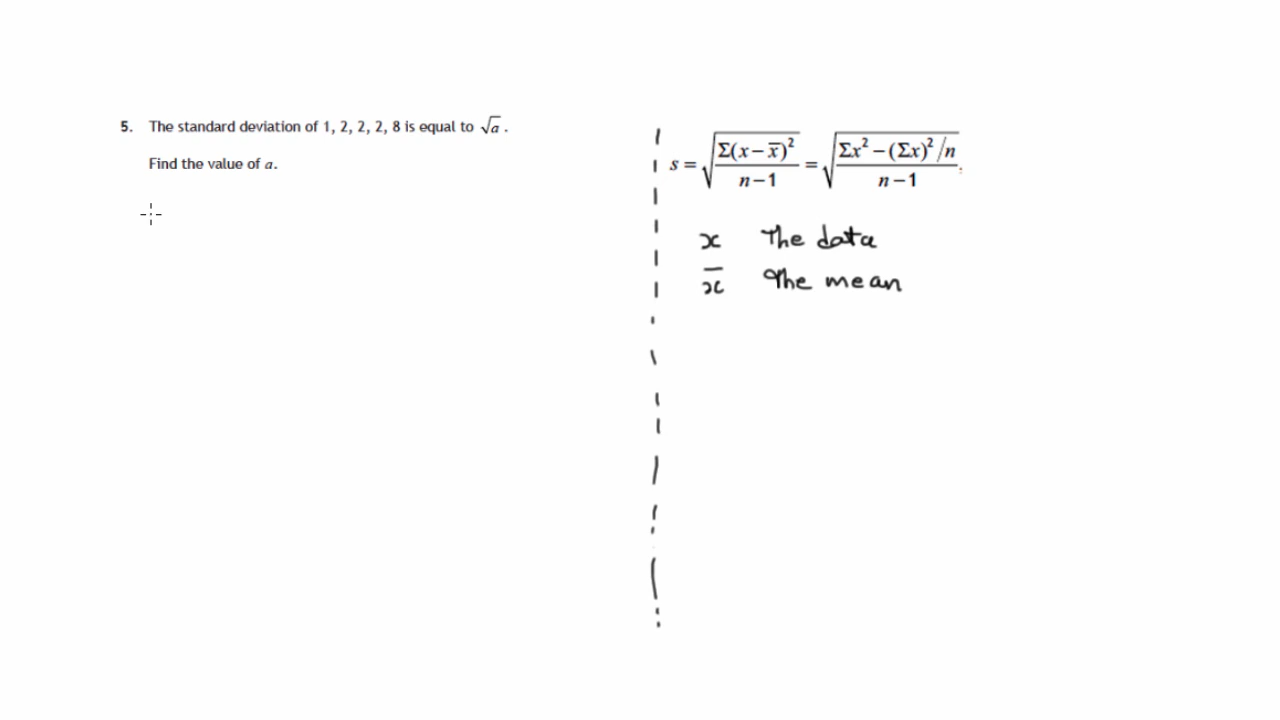 5. The standard deviation of 1, 2, 2, 2, 8 is equal to √a .
Find the value of a.
s = √(Σ(x − x̄)² / n − 1) = √(Σx² − (Σx)² /n / n − 1) .
x The data
x̄ The mean